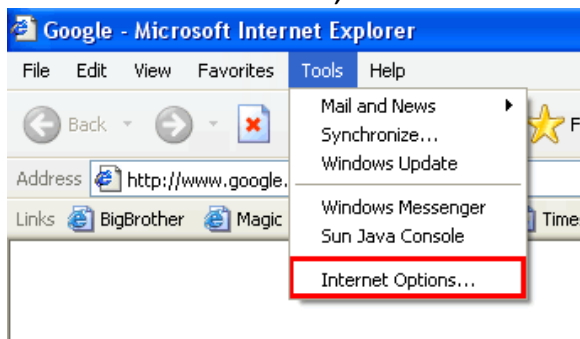 Google - Microsoft Internet Explorer
File Edit View Favorites Tools Help
Back
Mail and News
Synchronize...
Windows Update
Address http://www.google.
Links BigBrother Magic
Windows Messenger
Sun Java Console
Internet Options...